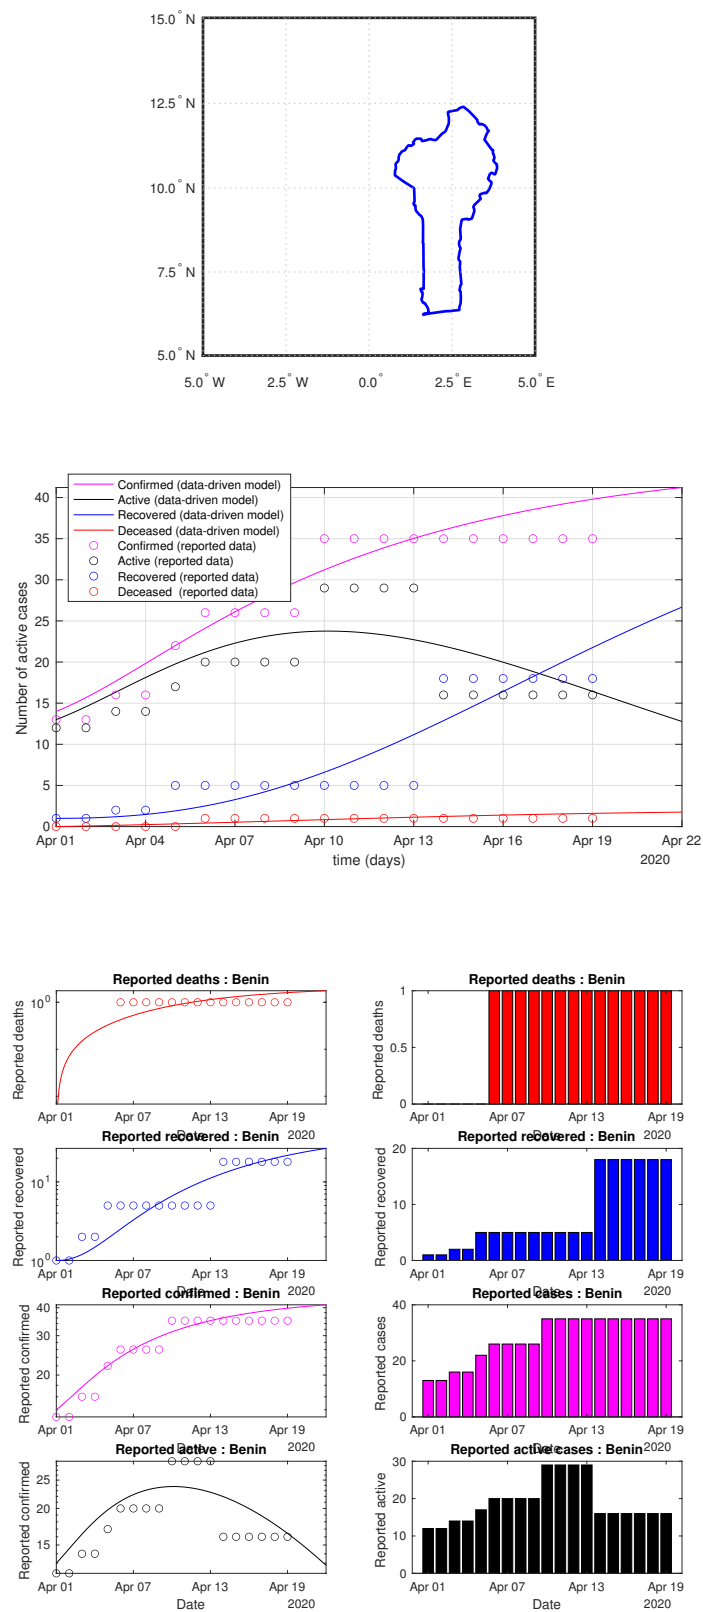 15.0° N
12.5° N
10.0° N
7.5° N
5.0° N
5.0° W 2.5° W 0.0° 2.5° E 5.0° E
Confirmed (data-driven model)
Active (data-driven model)
Recovered (data-driven model)
Deceased (data-driven model)
Confirmed (reported data)
Active (reported data)
Recovered (reported data)
Deceased  (reported data)
Number of active cases
40
35
30
25
20
15
10
5
0
Apr 01 Apr 04 Apr 07 Apr 10 Apr 13 Apr 16 Apr 19 Apr 22
time (days)
2020
Reported deaths : Benin
Reported deaths
10^0
Apr 01 Apr 07 Apr 13 Apr 19
Date
2020
Reported deaths : Benin
Reported deaths
1
0.5
0
Apr 01 Apr 07 Apr 13 Apr 19
Date
2020
Reported recovered : Benin
Reported recovered
10^1
10^0
Apr 01 Apr 07 Apr 13 Apr 19
Date
2020
Reported recovered : Benin
Reported recovered
20
10
0
Apr 01 Apr 07 Apr 13 Apr 19
Date
2020
Reported confirmed : Benin
Reported confirmed
40
30
20
Apr 01 Apr 07 Apr 13 Apr 19
Date
2020
Reported cases : Benin
Reported cases
40
20
0
Apr 01 Apr 07 Apr 13 Apr 19
Date
2020
Reported active : Benin
Reported confirmed
25
20
15
Apr 01 Apr 07 Apr 13 Apr 19
Date
2020
Reported active cases : Benin
Reported active
30
20
10
0
Apr 01 Apr 07 Apr 13 Apr 19
Date
2020